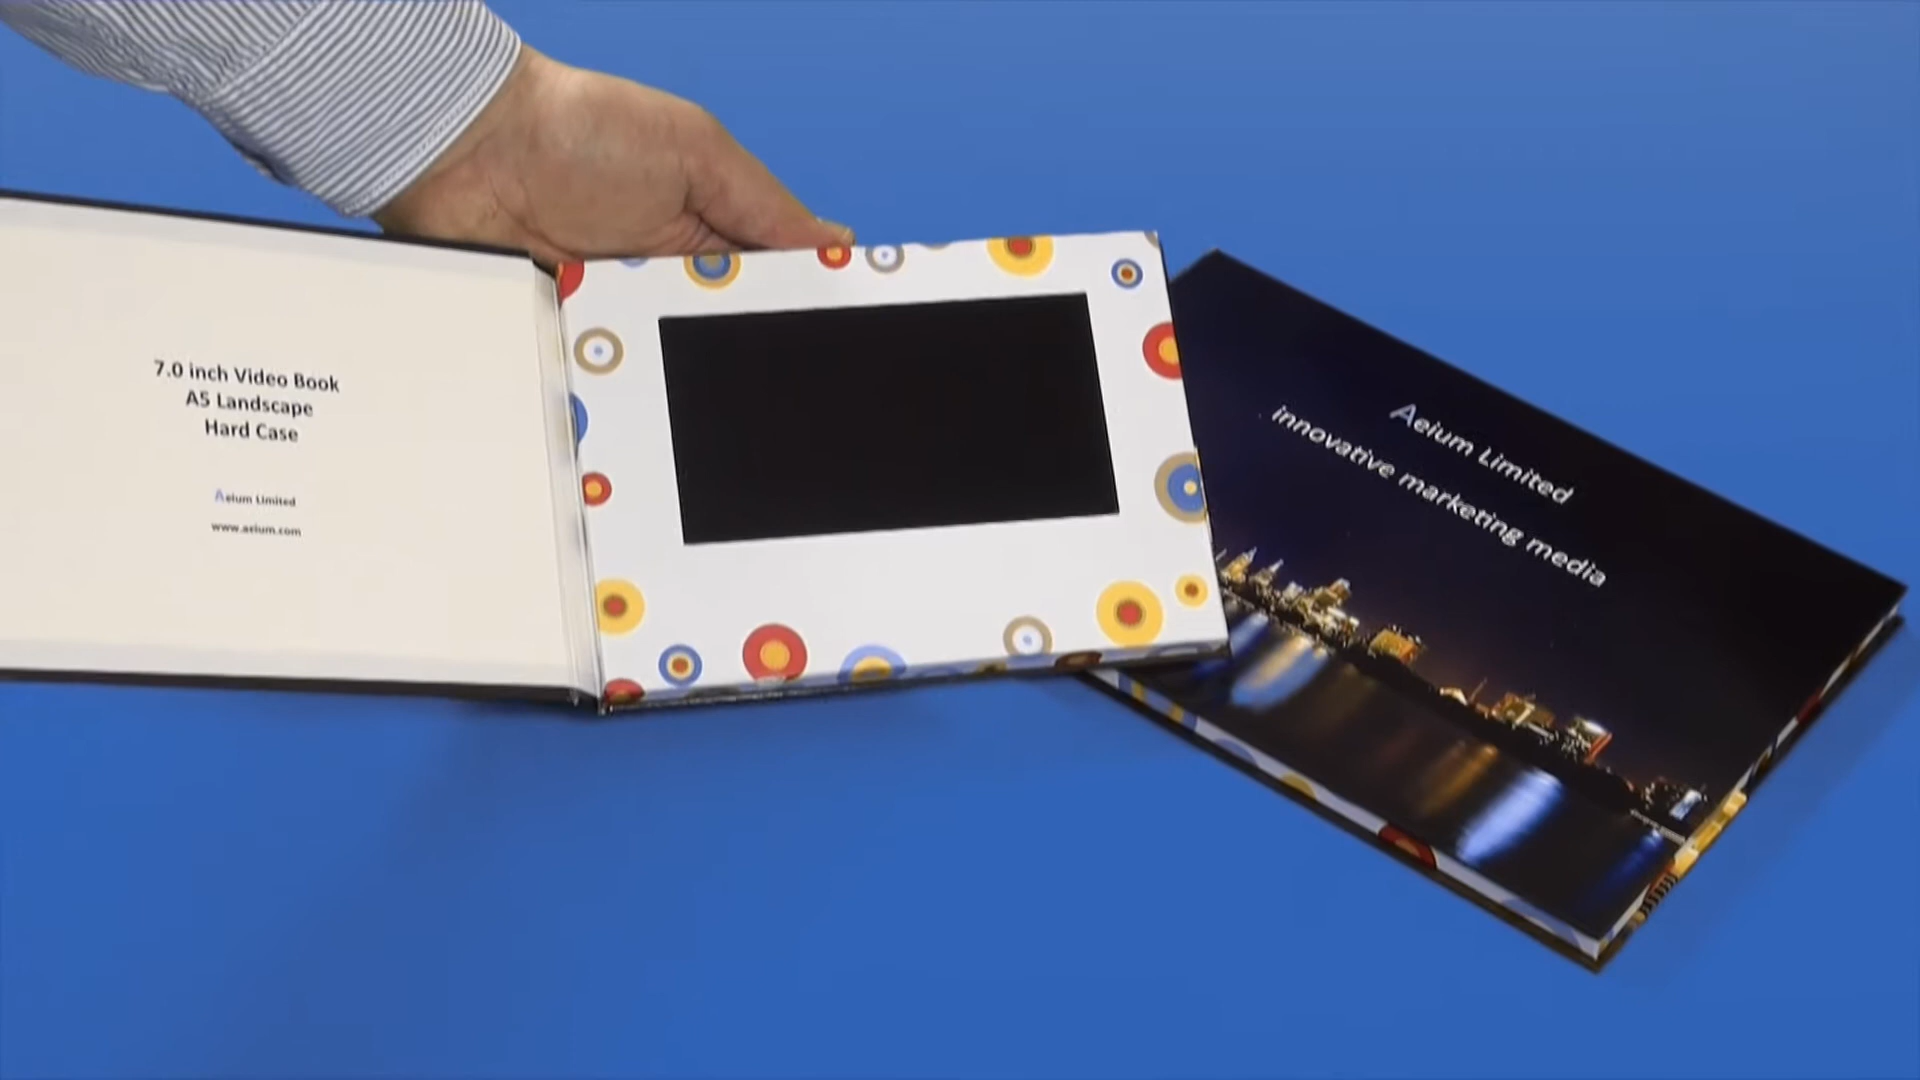 7.0 inch Video Book
A5 Landscape
Hard Case
Aeium Limited
www.aeium.com
Aeium Limited
innovative marketing media